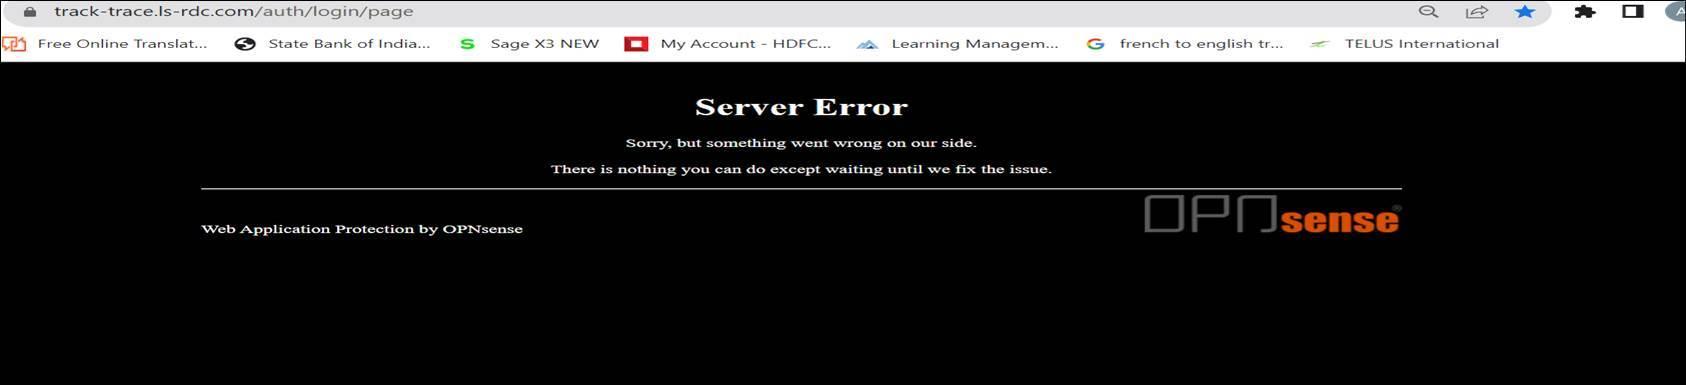 track-trace.ls-rdc.com/auth/login/page
Free Online Translat... State Bank of India... Sage X3 NEW My Account - HDFC... Learning Managem... french to english tr... TELUS International
Server Error
Sorry, but something went wrong on our side.
There is nothing you can do except waiting until we fix the issue.
OPNsense®
Web Application Protection by OPNsense